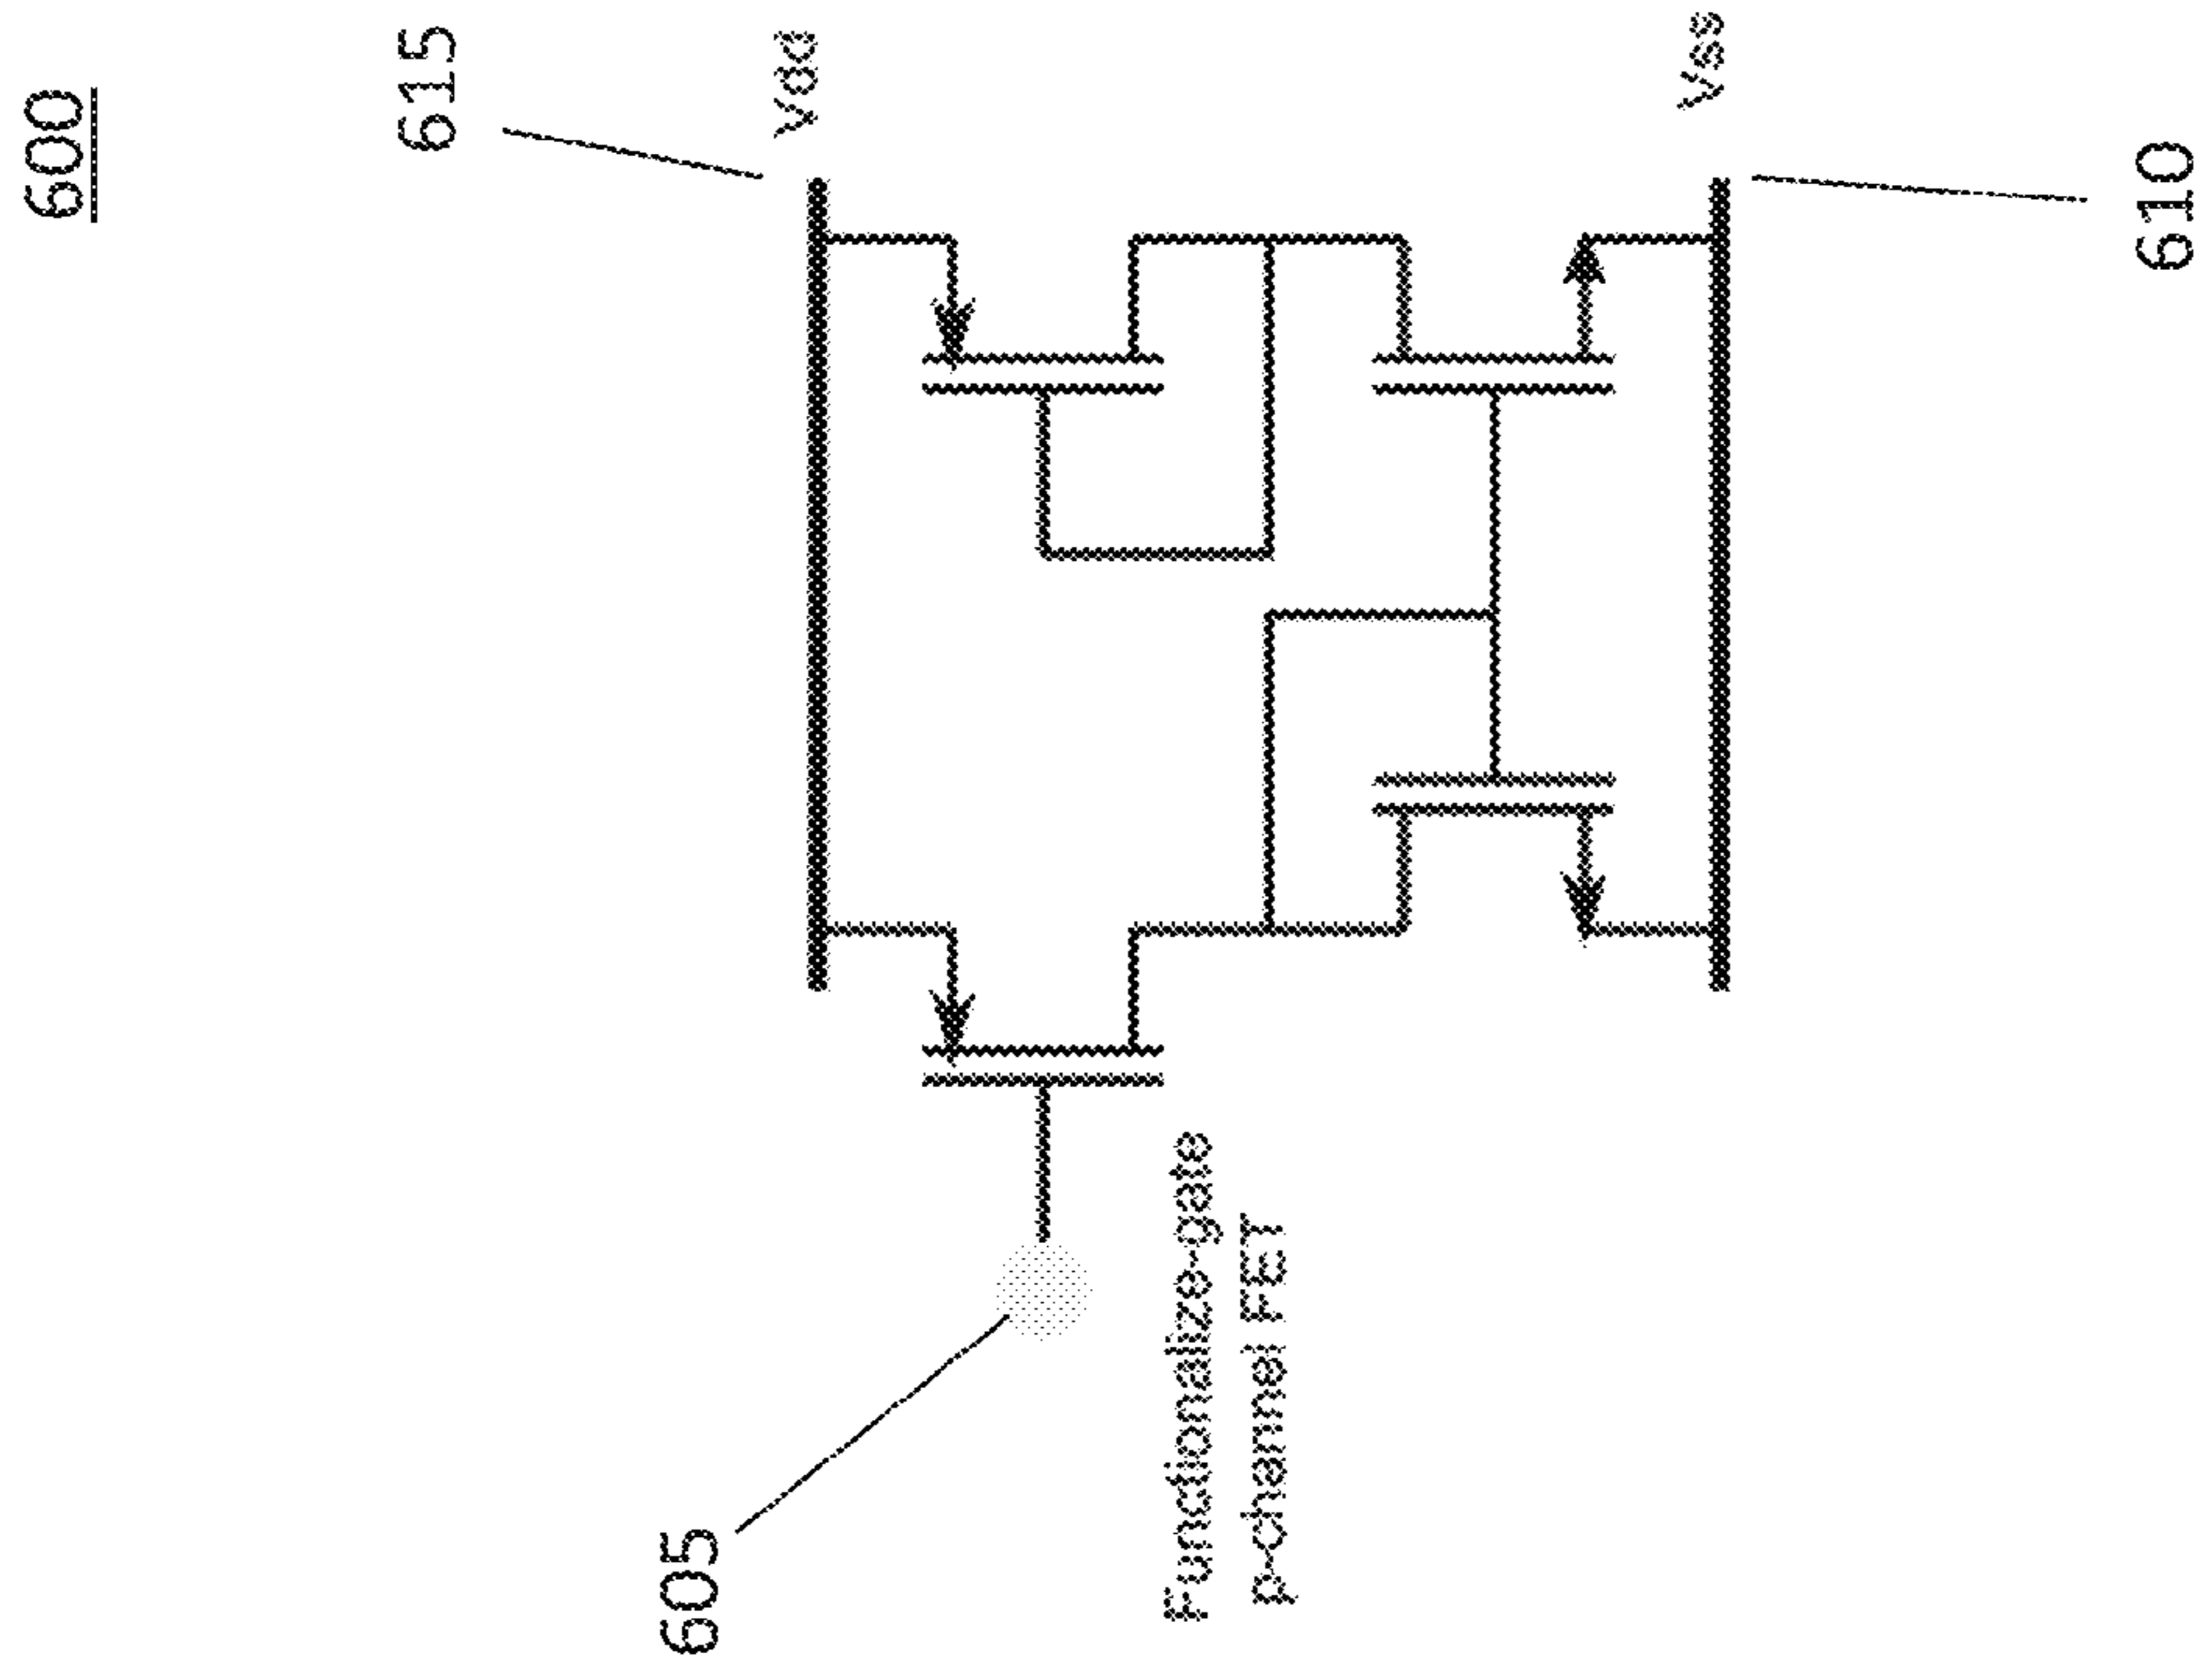 600
615
Vdd
605
Functionalize-gate
p-channel FET
Vss
610